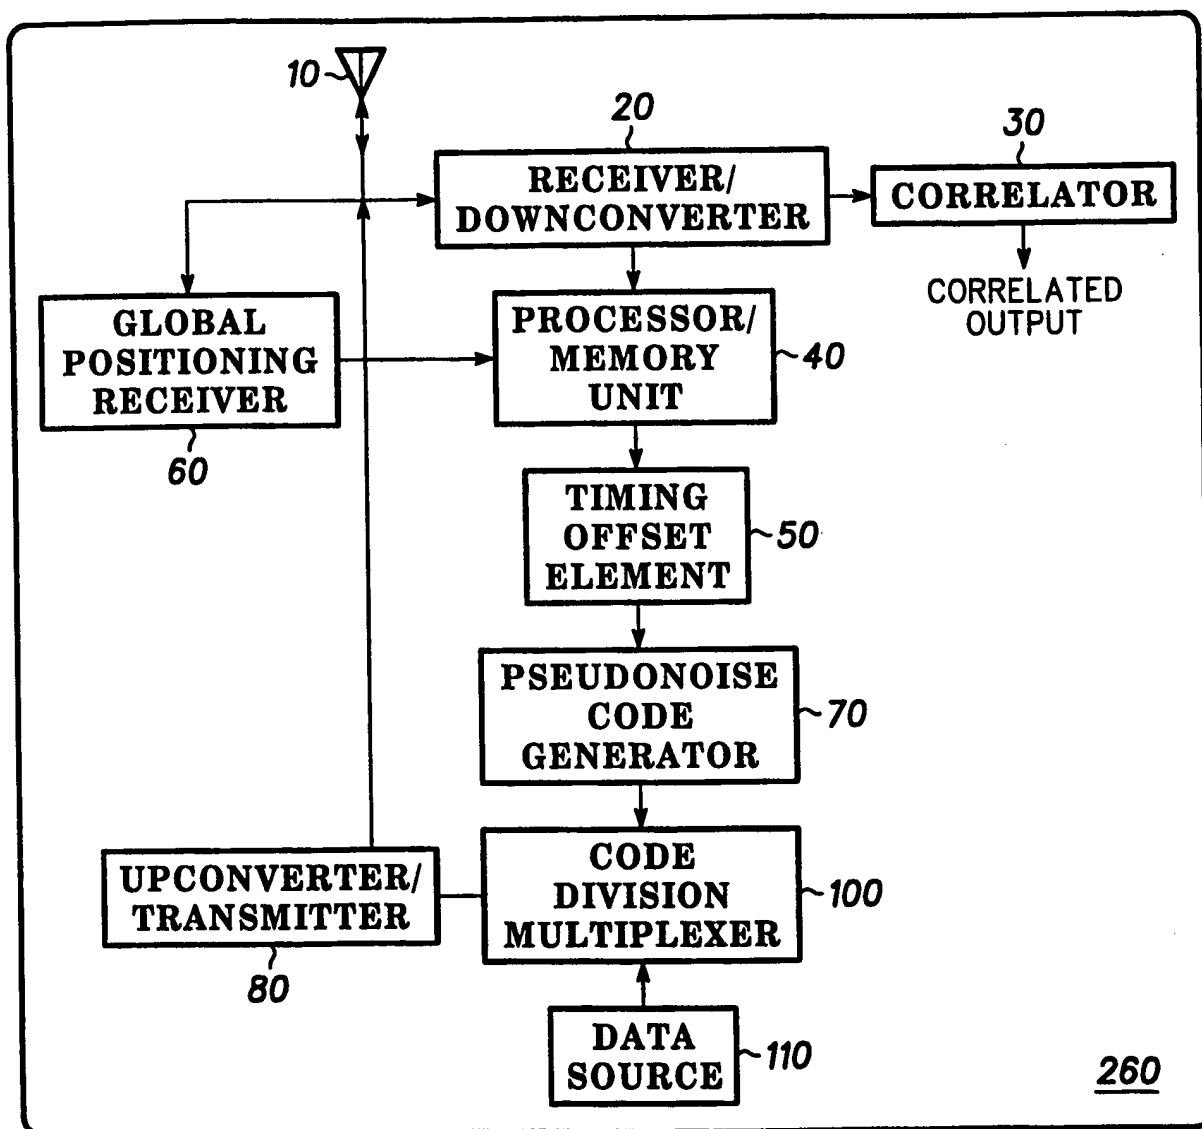 10
20
30
RECEIVER/
DOWNCONVERTER
CORRELATOR
CORRELATED
OUTPUT
GLOBAL
POSITIONING
RECEIVER
60
PROCESSOR/
MEMORY
UNIT
40
TIMING
OFFSET
ELEMENT
50
PSEUDONOISE
CODE
GENERATOR
70
UPCONVERTER/
TRANSMITTER
80
CODE
DIVISION
MULTIPLEXER
100
DATA
SOURCE
110
260